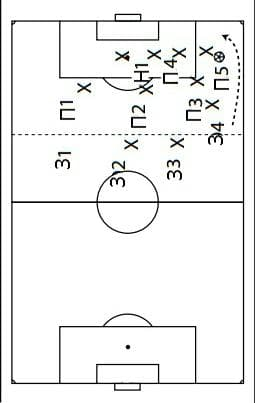 Х Х Х Х
Н1 П4 П5
Х Х Х
П1 П2 П3 Х
З4
Х Х
З1 З2 З3